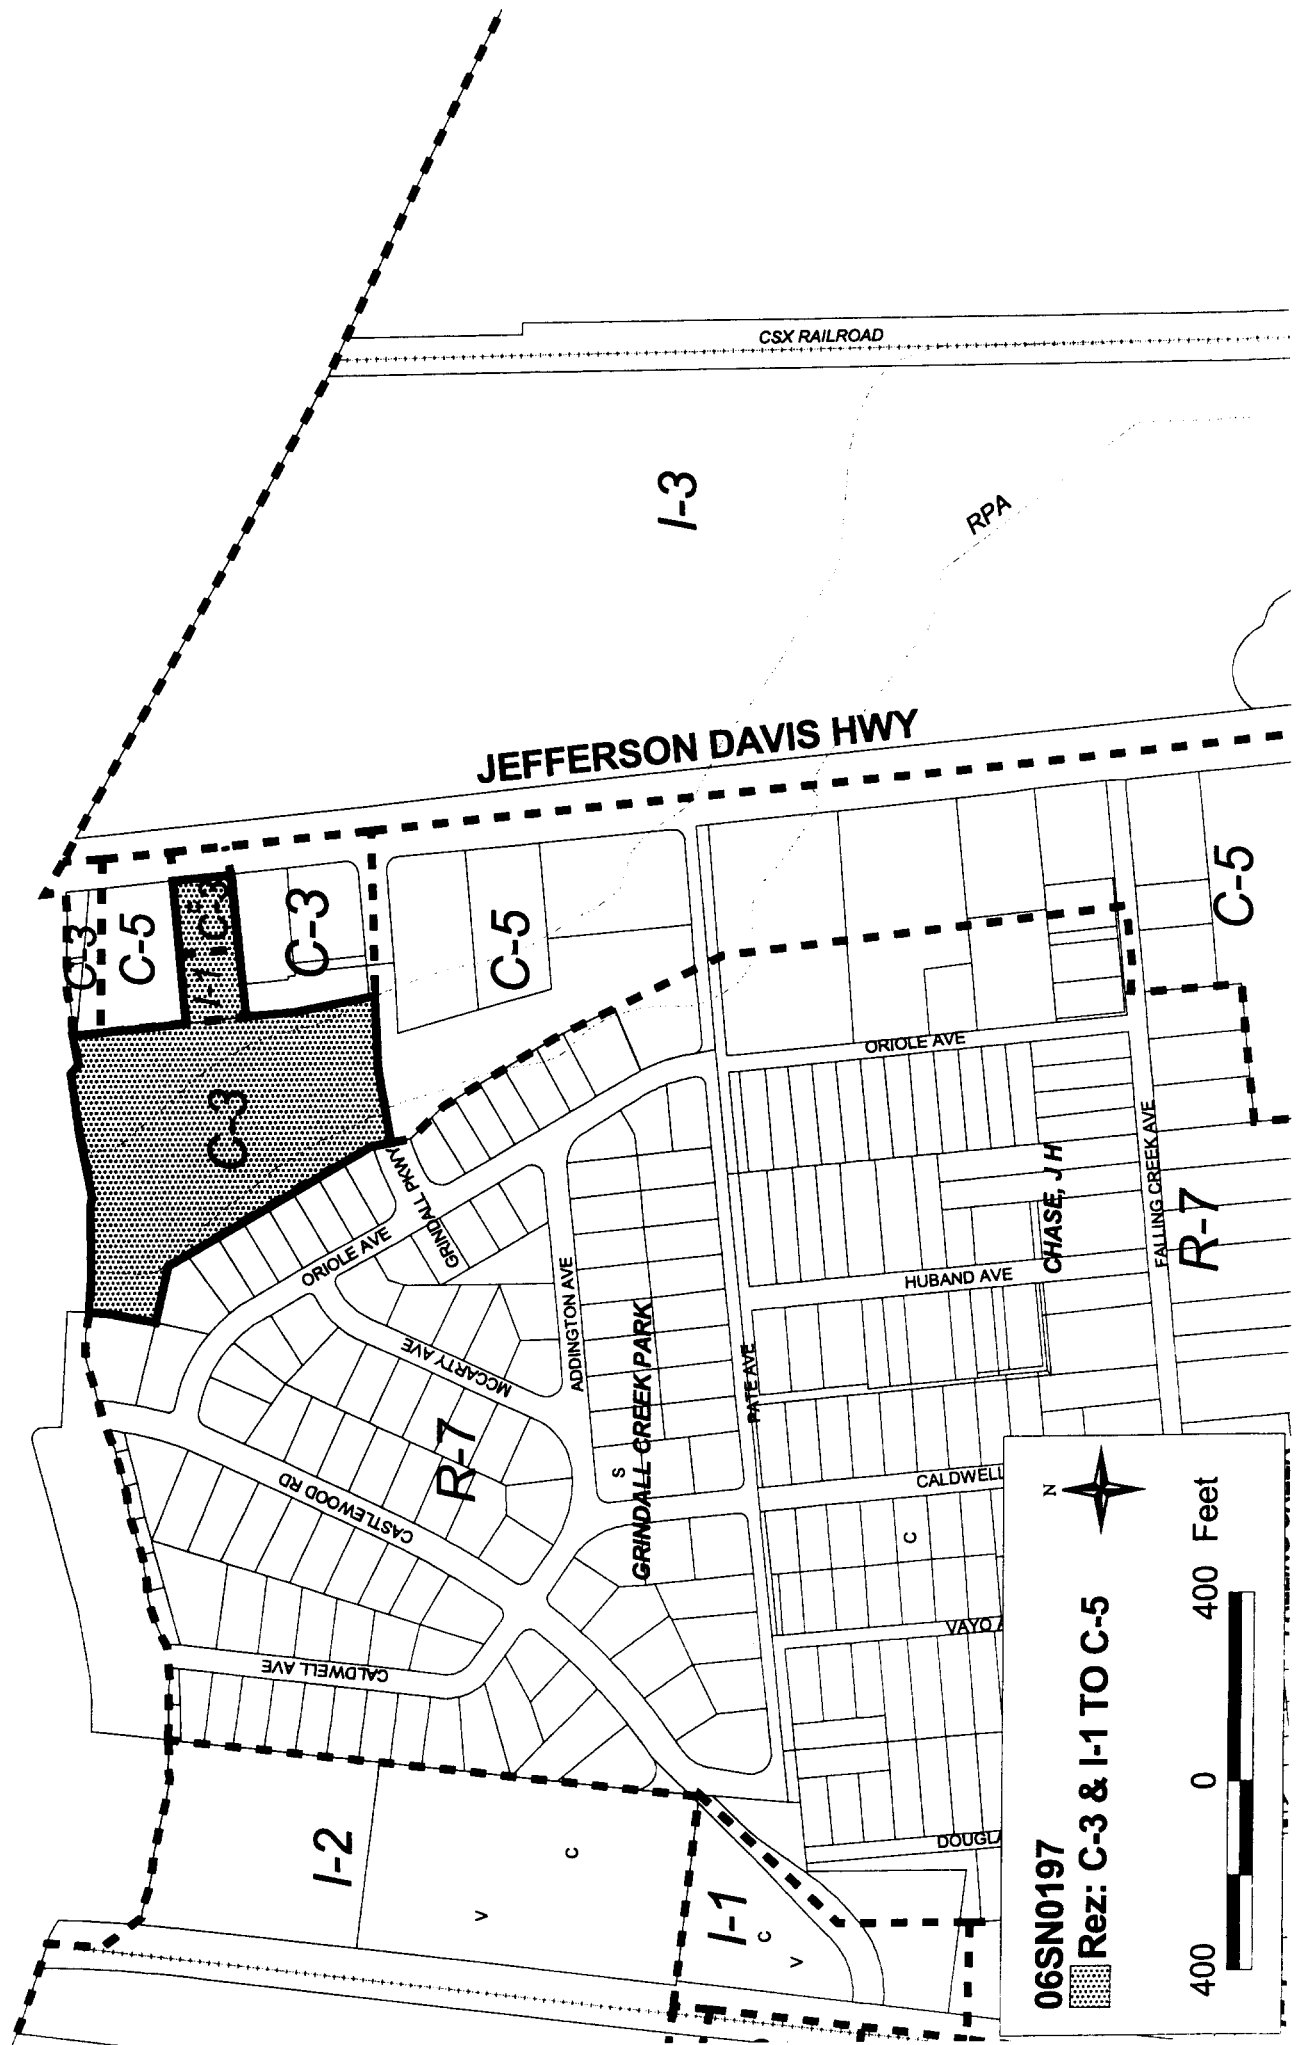 CSX RAILROAD
I-3
RPA
JEFFERSON DAVIS HWY
C-3
C-5
I-1
C-3
C-3
C-5
C-5
C-3
ORIOLE AVE
GRINDALL PKWY
ORIOLE AVE
MCCARTY AVE
ADDINGTON AVE
GRINDALL CREEK PARK
S
PATE AVE
HUBAND AVE
CHASE, J H
FALLING CREEK AVE
R-7
R-7
CASTLEWOOD RD
CALDWELL AVE
CALDWELL
C
VAYO
DOUGLA
I-2
C
V
I-1
C
V
N
06SN0197
Rez: C-3 & I-1 TO C-5
400 0 400 Feet